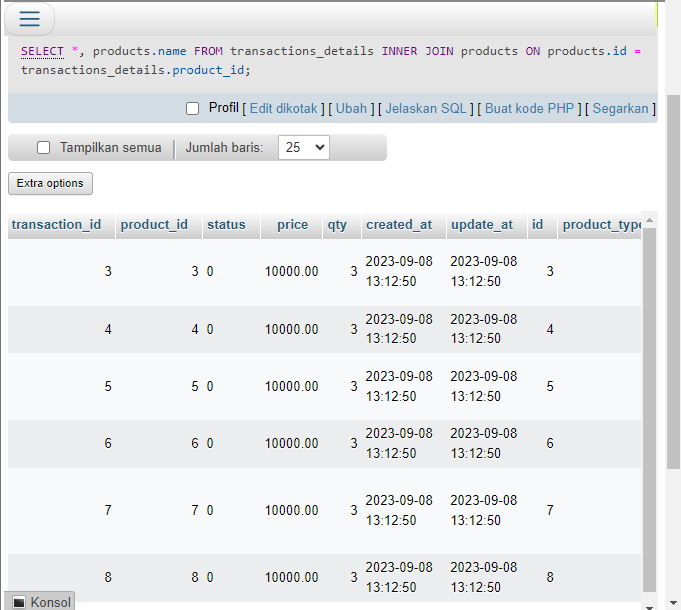 SELECT *, products.name FROM transactions_details INNER JOIN products ON products.id =
transactions_details.product_id;
Profil [ Edit dikotak ] [ Ubah ] [ Jelaskan SQL ] [ Buat kode PHP ] [ Segarkan ]
Tampilkan semua Jumlah baris: 25
Extra options
transaction_id product_id status price qty created_at update_at id product_type
3 3 0 10000.00 3 2023-09-08 13:12:50 2023-09-08 13:12:50 3
4 4 0 10000.00 3 2023-09-08 13:12:50 2023-09-08 13:12:50 4
5 5 0 10000.00 3 2023-09-08 13:12:50 2023-09-08 13:12:50 5
6 6 0 10000.00 3 2023-09-08 13:12:50 2023-09-08 13:12:50 6
7 7 0 10000.00 3 2023-09-08 13:12:50 2023-09-08 13:12:50 7
8 8 0 10000.00 3 2023-09-08 13:12:50 2023-09-08 13:12:50 8
Konsol